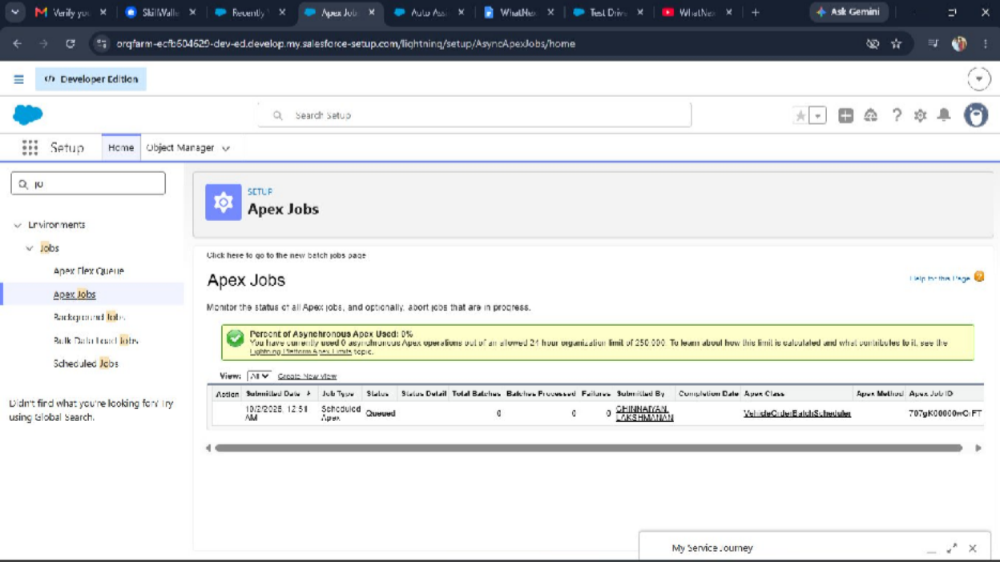 Verify you
SkillWalle
Recently
Apex Job
Auto Ass
WhatNex
Test Driv
WhatNex
Ask Gemini
orgfarm-ecfb604629-dev-ed.develop.my.salesforce-setup.com/lightning/setup/AsyncApexJobs/home
</> Developer Edition
Search Setup
Setup
Home
Object Manager
jo
SETUP
Apex Jobs
Environments
Jobs
Apex Flex Queue
Apex Jobs
Background Jobs
Bulk Data Load Jobs
Scheduled Jobs
Didn't find what you're looking for? Try
using Global Search.
Click here to go to the new batch jobs page
Apex Jobs
Help for this Page
Monitor the status of all Apex jobs, and optionally, abort jobs that are in progress.
Percent of Asynchronous Apex Used: 0%
You have currently used 0 asynchronous Apex operations out of an allowed 24 hour organization limit of 250,000. To learn about how this limit is calculated and what contributes to it, see the
Lightning Platform Apex Limits topic.
View: All Create New View
Action Submitted Date Job Type Status Status Detail Total Batches Batches Processed Failures Submitted By Completion Date Apex Class Apex Method Apex Job ID
10/2/2026, 12:51 AM Scheduled Apex Queued 0 0 0 CHINNAIYAN, LAKSHMANAN VehicleOrderBatchScheduler
My Service Journey